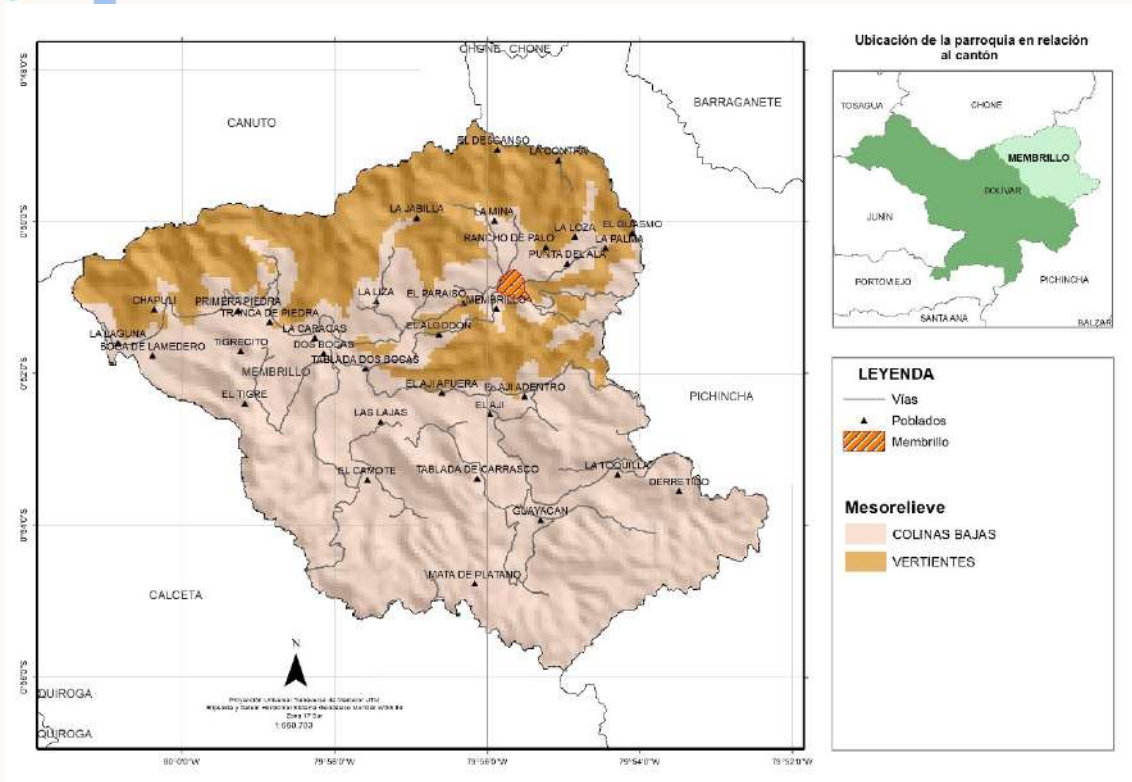 CHONE CHONE
BARRAGANETE
CANUTO
EL DESCANSO
LA CONTRA
LA JABILLA
LA MINA
EL GUASMO
LA LOZA
RANCHO DE PALO
LA PALMA
PUNTA DEL ALA
LA LIZA
EL PARAISO
CHAPULI
PRIMERA PIEDRA
MEMBRILLO
TRANCA DE PIEDRA
LA CARACAS
EL ALGODON
LA LAGUNA
BOCA DE LAMEDERO
TIGRECITO
DOS BOCAS
TABLADA DOS BOCAS
MEMBRILLO
EL AJI AFUERA
EL AJI ADENTRO
PICHINCHA
EL TIGRE
LAS LAJAS
EL AJI
EL CAMOTE
TABLADA DE CARRASCO
LA TOQUILLA
DERRETIDO
GUAYACAN
MATA DE PLATANO
CALCETA
N
QUIROGA
QUIROGA
Zona 17 Sur
80°0'0"W
79°58'0"W
79°56'0"W
79°54'0"W
79°52'0"W
Ubicación de la parroquia en relación
al cantón
TOSAGUA
CHONE
MEMBRILLO
BOLIVAR
JUNÍN
PORTOVIEJO
PICHINCHA
SANTA ANA
BALZAR
LEYENDA
Vías
Poblados
Membrillo
Mesorelieve
COLINAS BAJAS
VERTIENTES